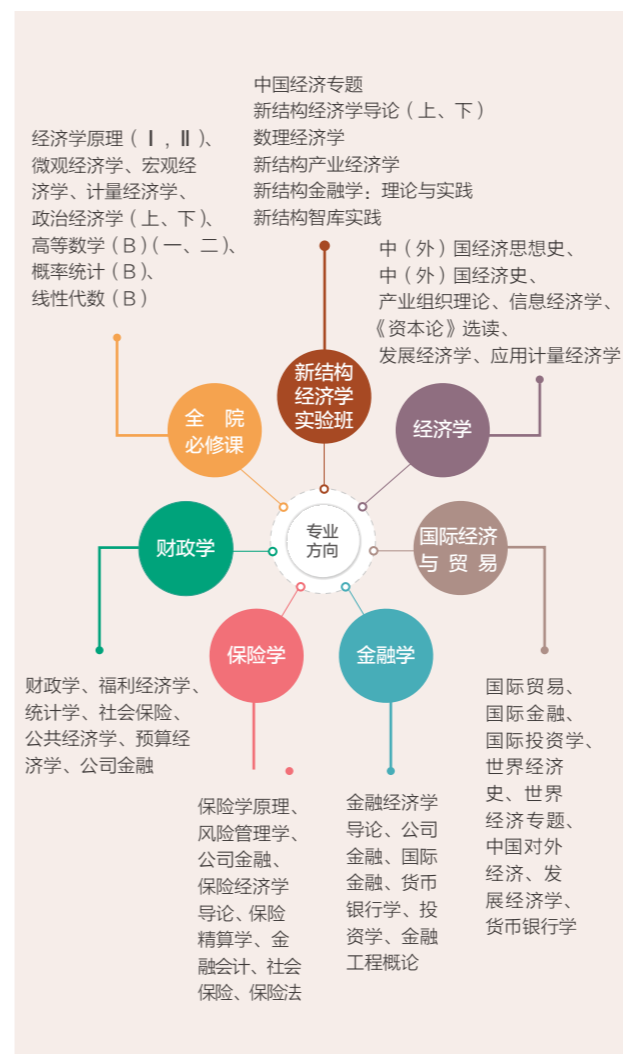 中国经济专题
新结构经济学导论（上、下）
数理经济学
新结构产业经济学
新结构金融学：理论与实践
新结构智库实践
经济学原理（Ⅰ，Ⅱ）、
微观经济学、宏观经
济学、计量经济学、
政治经济学（上、下）、
高等数学（B）（一、二）、
概率统计（B）、
线性代数（B）
中（外）国经济思想史、
中（外）国经济史、
产业组织理论、信息经济学、
《资本论》选读、
发展经济学、应用计量经济学
新结构
经济学
实验班
全 院
必修课
经济学
专业
方向
财政学
国际经济
与 贸 易
保险学
金融学
财政学、福利经济学、
统计学、社会保险、
公共经济学、预算经
济学、公司金融
保险学原理、
风险管理学、
公司金融、
保险经济学
导论、保险
精算学、金
融会计、社会
保险、保险法
金融经济学
导论、公司
金融、国际
金融、货币
银行学、投
资学、金融
工程概论
国际贸易、
国际金融、
国际投资学、
世界经济
史、世界
经济专题、
中国对外
经济、发
展经济学、
货币银行学